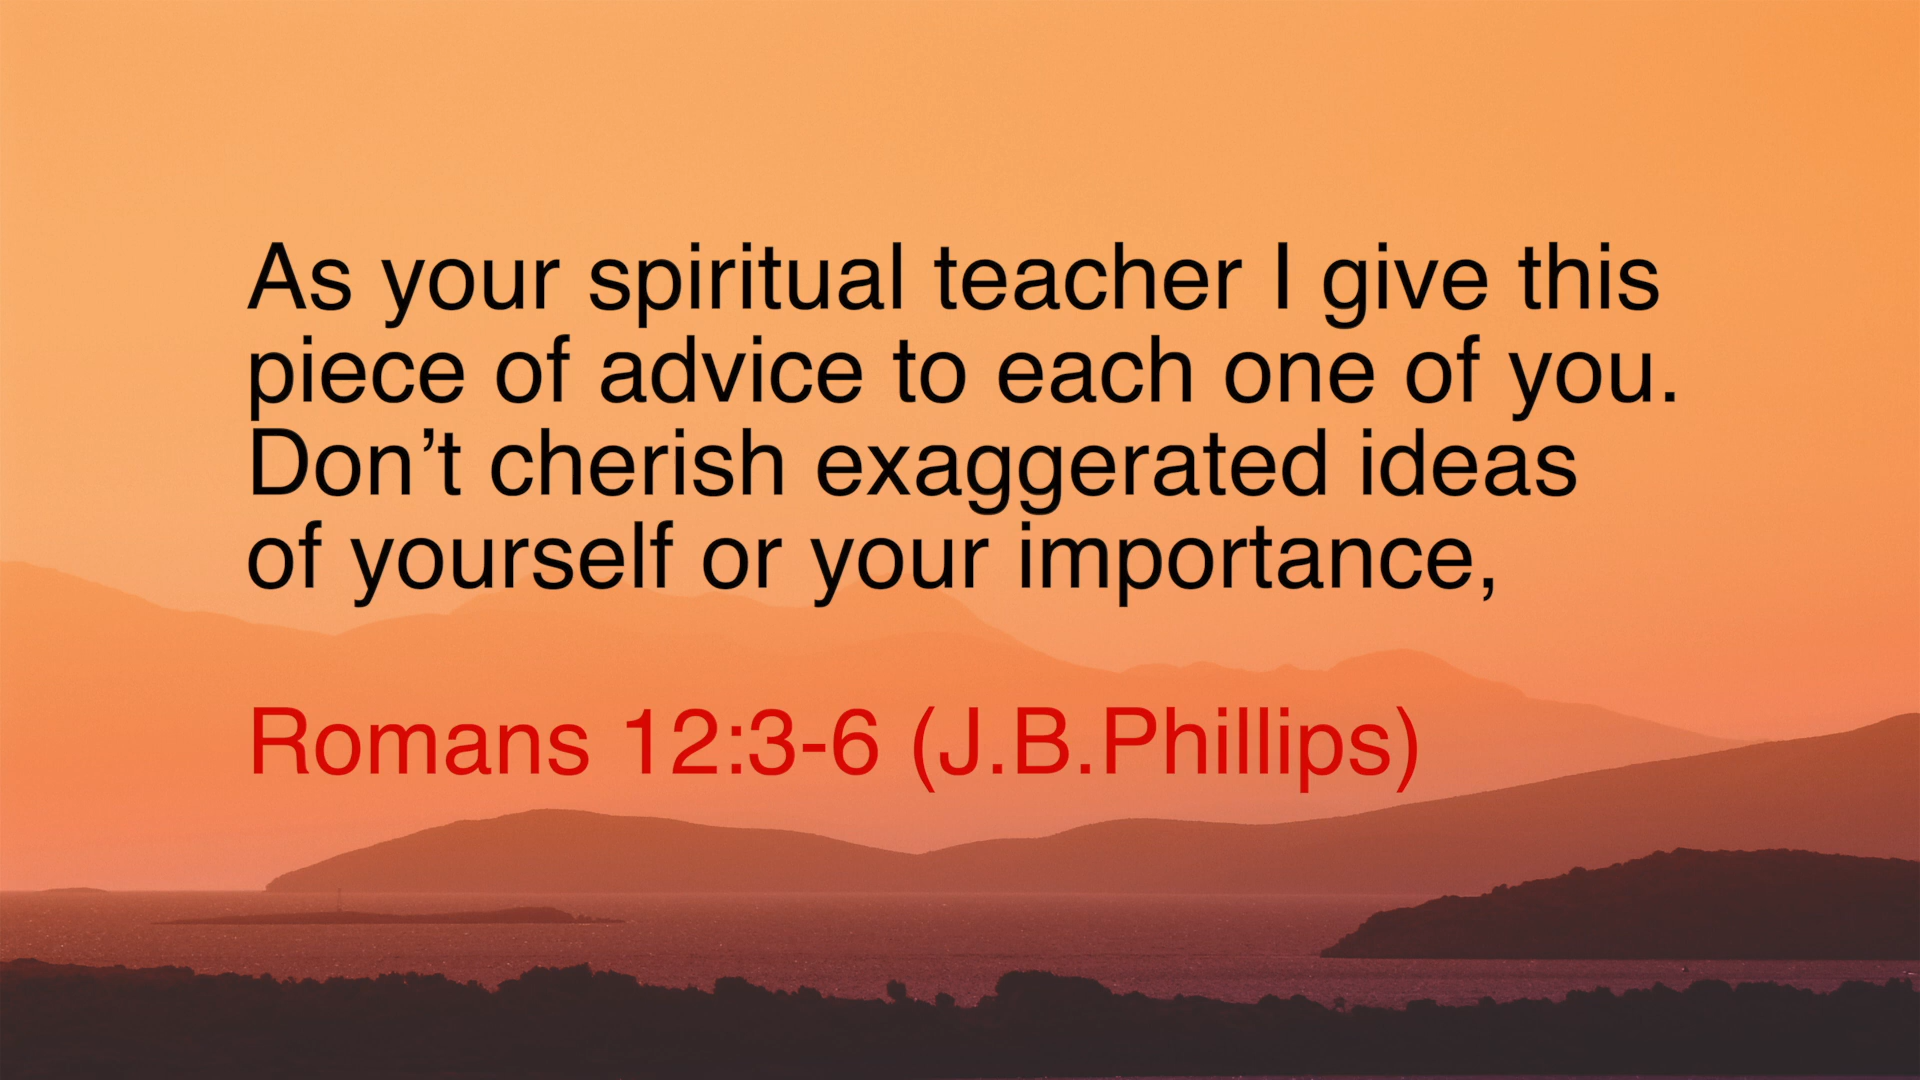 As your spiritual teacher I give this
piece of advice to each one of you.
Don’t cherish exaggerated ideas
of yourself or your importance,
Romans 12:3-6 (J.B.Phillips)